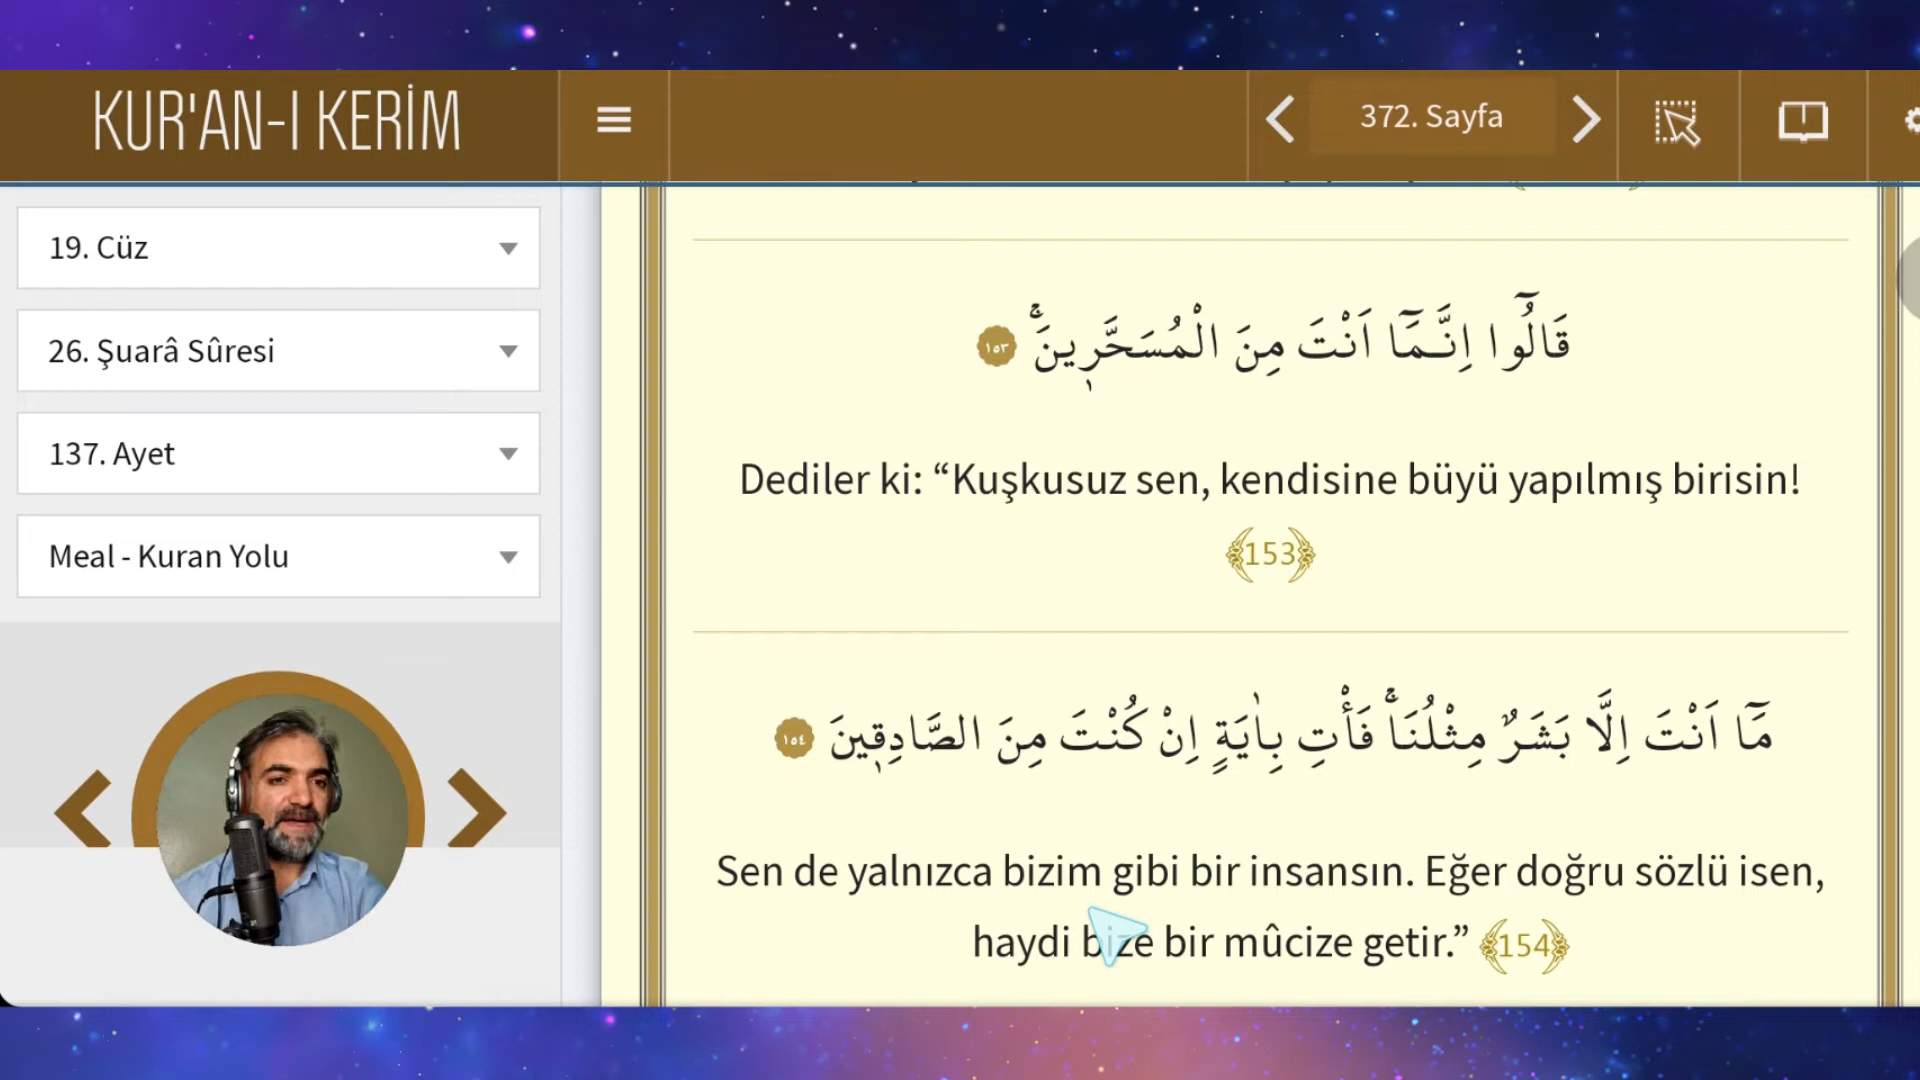 KUR'AN-I KERİM
372. Sayfa
19. Cüz
26. Şuarâ Sûresi
137. Ayet
Meal - Kuran Yolu
قَالُٓوا اِنَّـمَٓا اَنْتَ مِنَ الْمُسَحَّر۪ينَۚ ١٥٣
Dediler ki: “Kuşkusuz sen, kendisine büyü yapılmış birisin!
﴾153﴿
مَٓا اَنْتَ اِلَّا بَشَرٌ مِثْلُنَاۚ فَأْتِ بِاٰيَةٍ اِنْ كُنْتَ مِنَ الصَّادِق۪ينَ ١٥٤
Sen de yalnızca bizim gibi bir insansın. Eğer doğru sözlü isen,
haydi bize bir mûcize getir.” ﴾154﴿